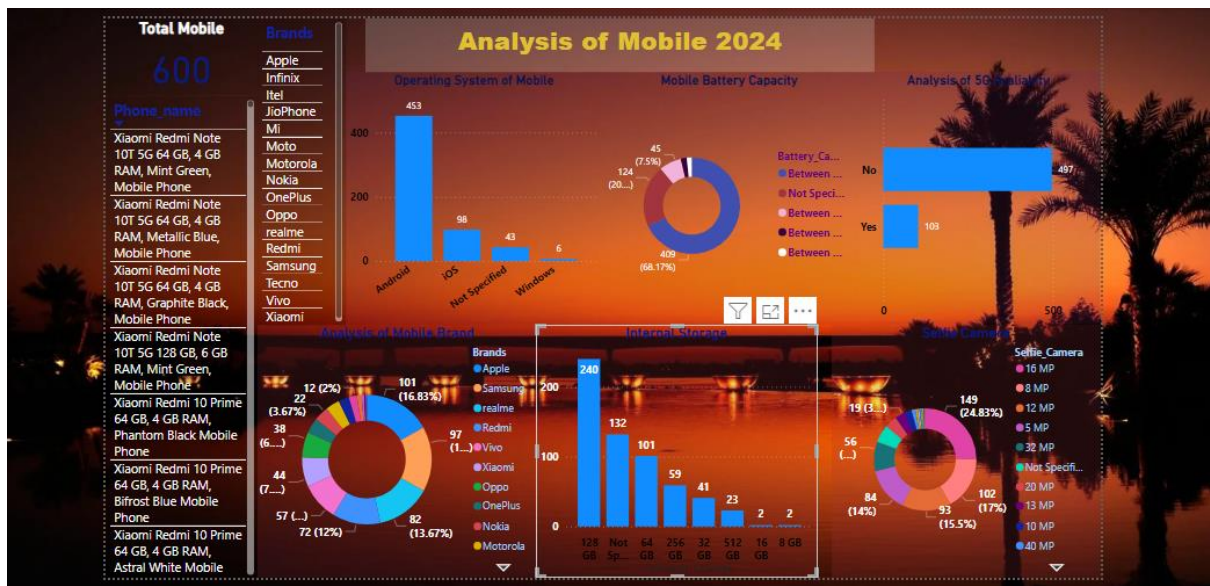 Total Mobile
600
Phone_name
Xiaomi Redmi Note
10T 5G 64 GB, 4 GB
RAM, Mint Green,
Mobile Phone
Xiaomi Redmi Note
10T 5G 64 GB, 4 GB
RAM, Metallic Blue,
Mobile Phone
Xiaomi Redmi Note
10T 5G 64 GB, 4 GB
RAM, Graphite Black,
Mobile Phone
Xiaomi Redmi Note
10T 5G 128 GB, 6 GB
RAM, Mint Green,
Mobile Phone
Xiaomi Redmi 10 Prime
64 GB, 4 GB RAM,
Phantom Black Mobile
Phone
Xiaomi Redmi 10 Prime
64 GB, 4 GB RAM,
Bifrost Blue Mobile
Phone
Xiaomi Redmi 10 Prime
64 GB, 4 GB RAM,
Astral White Mobile
Brands
Apple
Infinix
Itel
JioPhone
Mi
Moto
Motorola
Nokia
OnePlus
Oppo
realme
Redmi
Samsung
Tecno
Vivo
Xiaomi
Analysis of Mobile 2024
Operating System of Mobile
400
200
0
453
98
43
6
Android
iOS
Not Specified
Windows
Mobile Battery Capacity
45
(7.5%)
124
(20....)
409
(68.17%)
Battery_Ca...
Between ...
Not Speci...
Between ...
Between ...
Between ...
Analysis of 5G
No
497
Yes
103
0
500
Analysis of Mobile Brand
12 (2%)
22
(3.67%)
38
(6....)
44
(7....)
57 (...)
72 (12%)
82
(13.67%)
97
(1...)
101
(16.83%)
Brands
Apple
Samsung
realme
Redmi
Vivo
Xiaomi
Oppo
OnePlus
Nokia
Motorola
Internal Storage
200
100
0
240
132
101
59
41
23
2
2
128
GB
Not
Sp...
64
GB
256
GB
32
GB
512
GB
16
GB
8 GB
Selfie Camera
19 (3...)
56
(...)
84
(14%)
93
(15.5%)
102
(17%)
149
(24.83%)
Selfie_Camera
16 MP
8 MP
12 MP
5 MP
32 MP
Not Specifi...
20 MP
13 MP
10 MP
40 MP